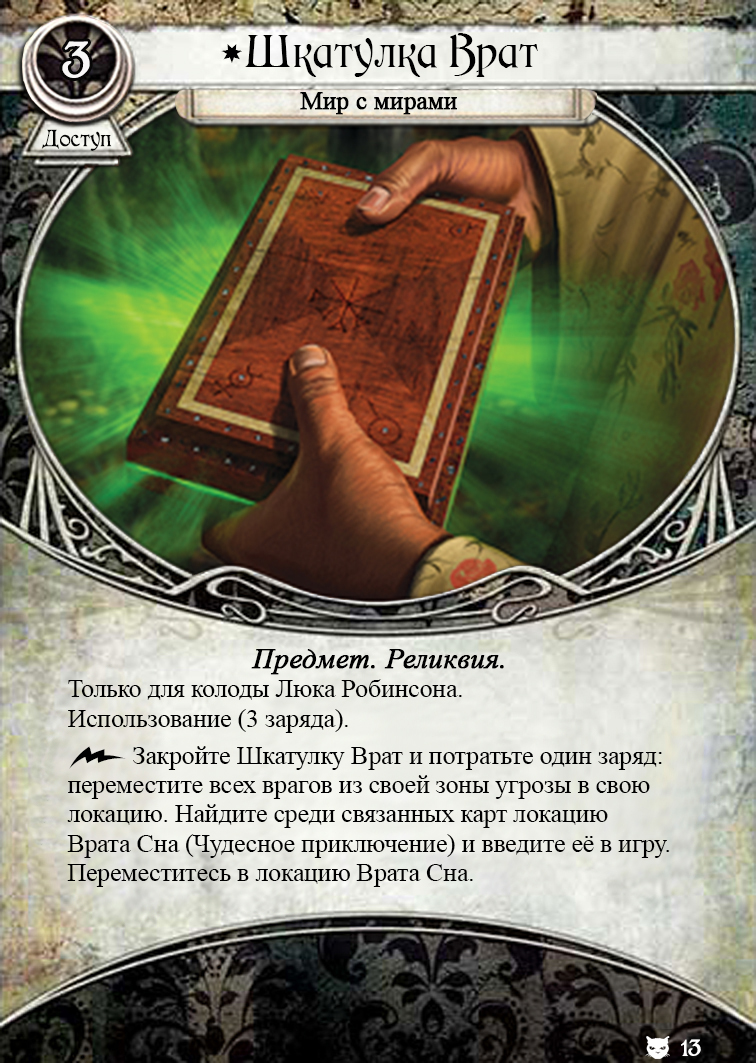 3
Доступ
✷Шкатулка Врат
Мир с мирами
Предмет. Реликвия.
Только для колоды Люка Робинсона.
Использование (3 заряда).
Закройте Шкатулку Врат и потратьте один заряд:
переместите всех врагов из своей зоны угрозы в свою
локацию. Найдите среди связанных карт локацию
Врата Сна (Чудесное приключение) и введите её в игру.
Переместитесь в локацию Врата Сна.
13